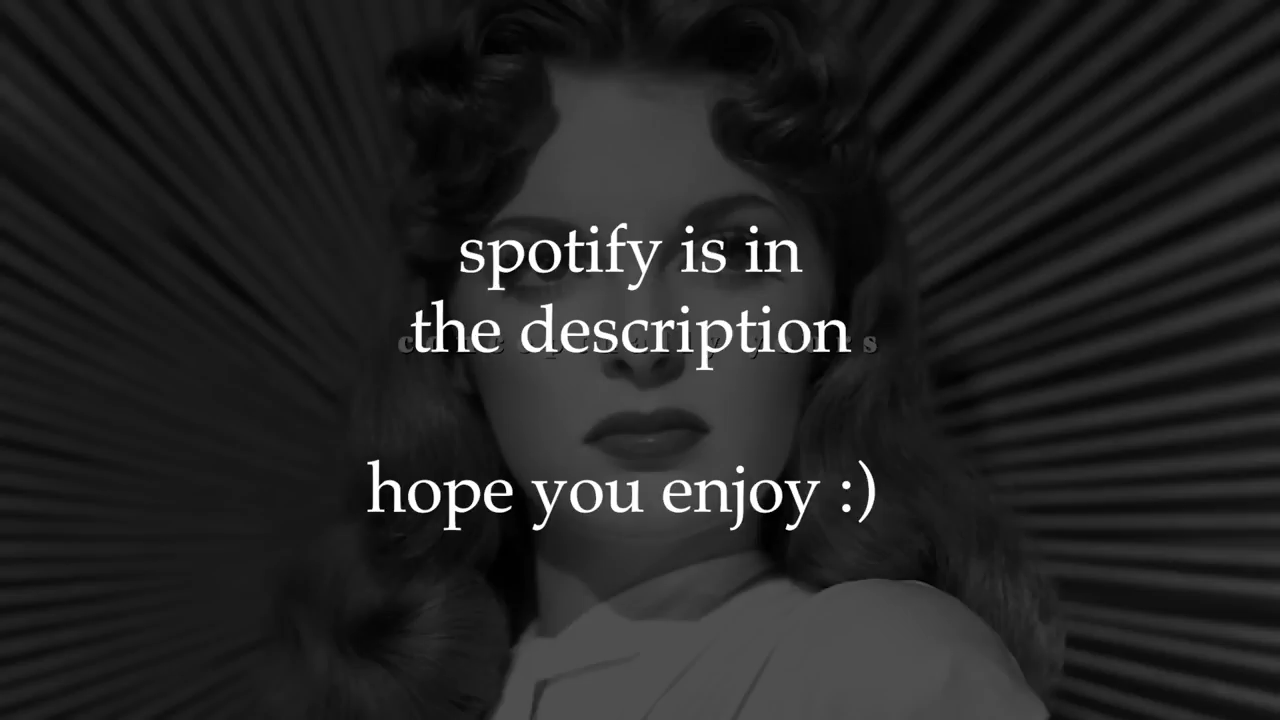 spotify is in
the description
hope you enjoy :)